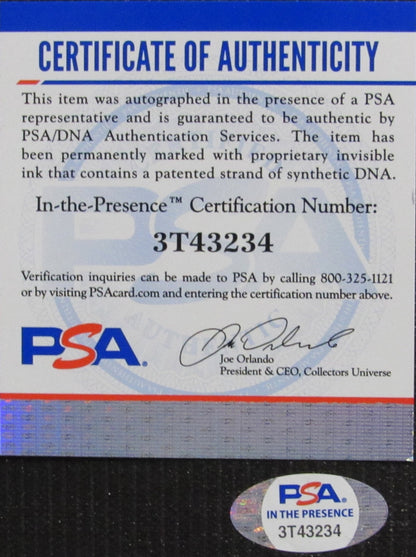 CERTIFICATE OF AUTHENTICITY
This item was autographed in the presence of a PSA
representative and is guaranteed to be authentic by
PSA/DNA Authentication Services. The item has
been permanently marked with proprietary invisible
ink that contains a patented strand of synthetic DNA.
In-the-Presence™ Certification Number:
3T43234
Verification inquiries can be made to PSA by calling 800-325-1121
or by visiting PSAcard.com and entering the certification number above.
PSA.
Joe Orlando
President & CEO, Collectors Universe
PSA.
IN THE PRESENCE
3T43234